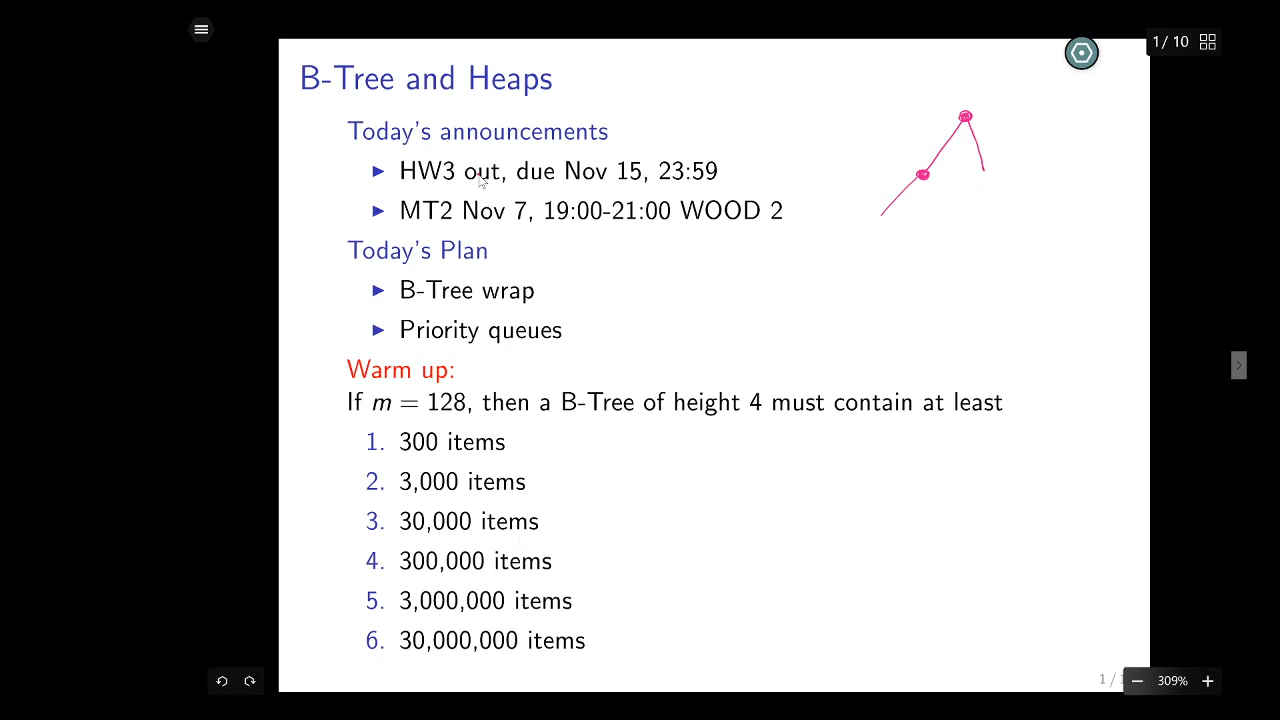 1 / 10
B-Tree and Heaps
Today's announcements
▶ HW3 out, due Nov 15, 23:59
▶ MT2 Nov 7, 19:00-21:00 WOOD 2
Today's Plan
▶ B-Tree wrap
▶ Priority queues
Warm up:
If m = 128, then a B-Tree of height 4 must contain at least
1. 300 items
2. 3,000 items
3. 30,000 items
4. 300,000 items
5. 3,000,000 items
6. 30,000,000 items
1 /
309%